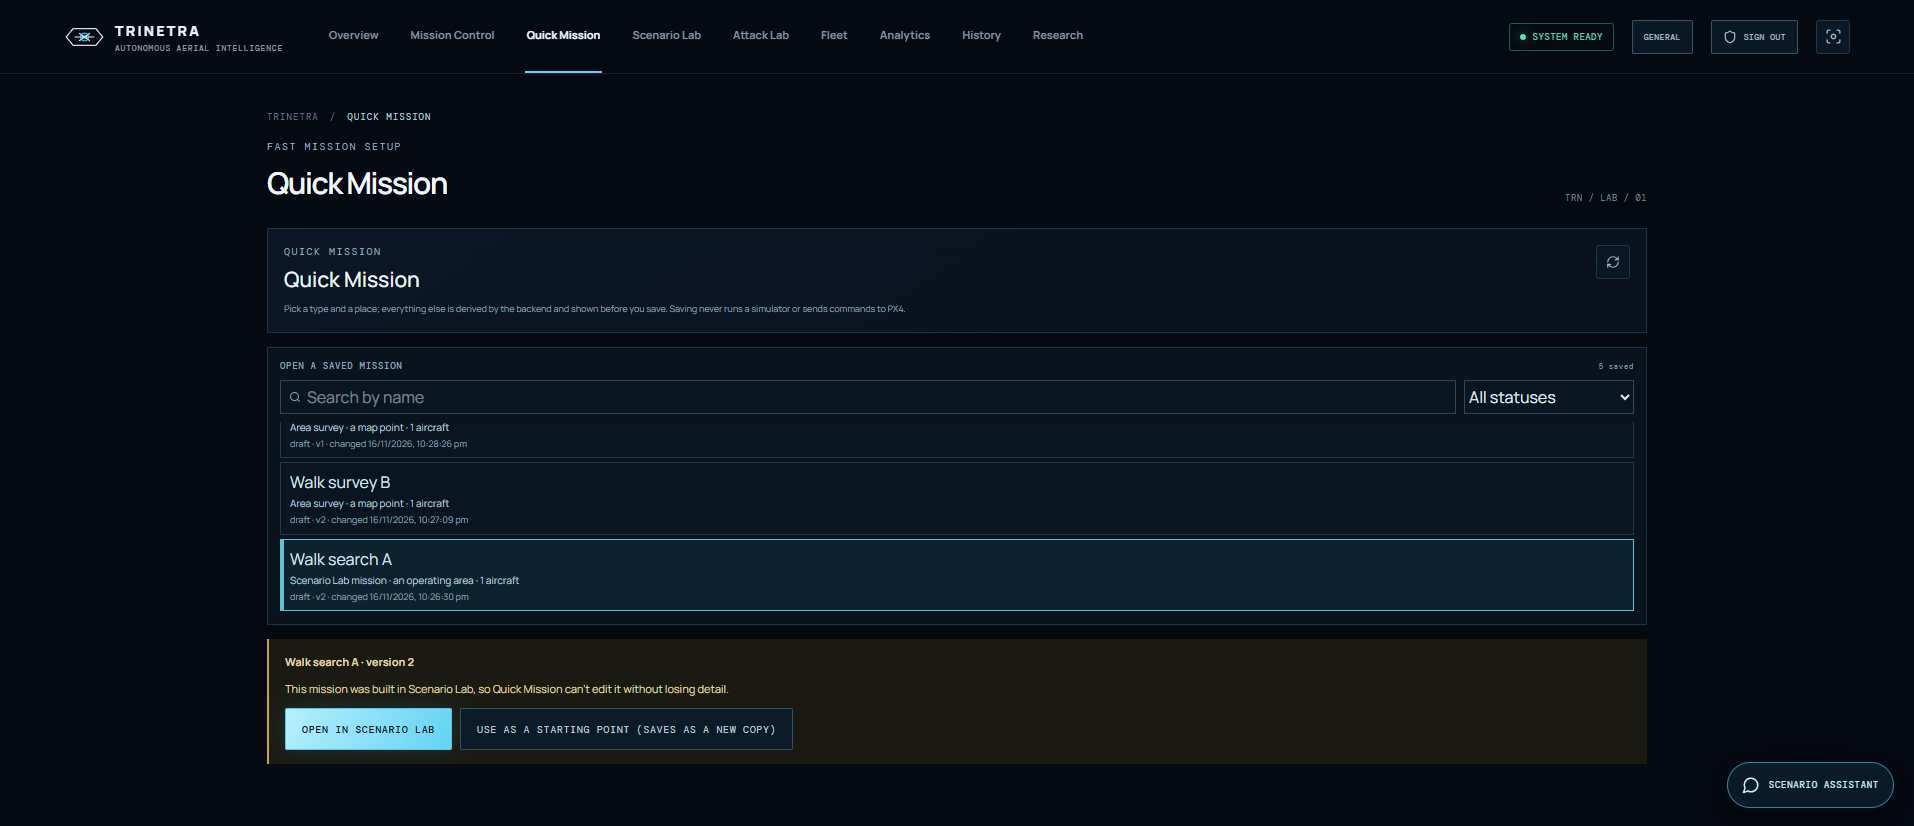 TRINETRA
AUTONOMOUS AERIAL INTELLIGENCE
Overview
Mission Control
Quick Mission
Scenario Lab
Attack Lab
Fleet
Analytics
History
Research
SYSTEM READY
GENERAL
SIGN OUT
TRINETRA / QUICK MISSION
FAST MISSION SETUP
Quick Mission
TRN / LAB / 01
QUICK MISSION
Quick Mission
Pick a type and a place; everything else is derived by the backend and shown before you save. Saving never runs a simulator or sends commands to PX4.
OPEN A SAVED MISSION
5 saved
Search by name
All statuses
Area survey · a map point · 1 aircraft
draft · v1 · changed 16/11/2026, 10:28:26 pm
Walk survey B
Area survey · a map point · 1 aircraft
draft · v2 · changed 16/11/2026, 10:27:09 pm
Walk search A
Scenario Lab mission · an operating area · 1 aircraft
draft · v2 · changed 16/11/2026, 10:26:30 pm
Walk search A · version 2
This mission was built in Scenario Lab, so Quick Mission can't edit it without losing detail.
OPEN IN SCENARIO LAB
USE AS A STARTING POINT (SAVES AS A NEW COPY)
SCENARIO ASSISTANT